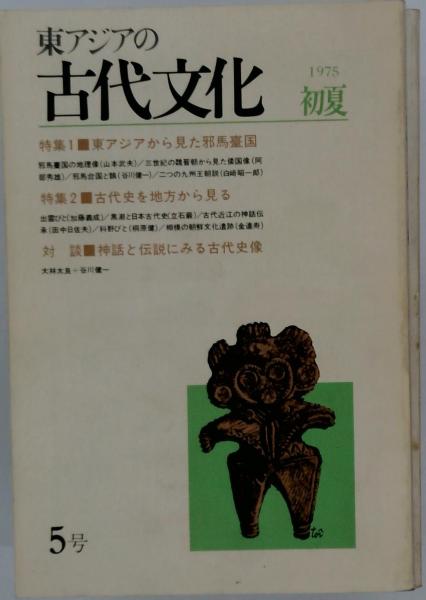 東アジアの
古代文化
1975
初夏
特集1■東アジアから見た邪馬臺国
邪馬臺国の地理像(山本武夫)/三世紀の魏晋朝から見た倭国像(阿
部秀雄)/邪馬台国と鶴(谷川健一)/二つの九州王朝説(白崎昭一郎)
特集2■古代史を地方から見る
出雲びと(加藤義成)/黒潮と日本古代史(立石巖)/古代近江の神話伝
承(田中日佐夫)/科野びと(桐原健)/相模の朝鮮文化遺跡(金達寿)
対 談■神話と伝説にみる古代史像
大林太良+谷川健一
5号